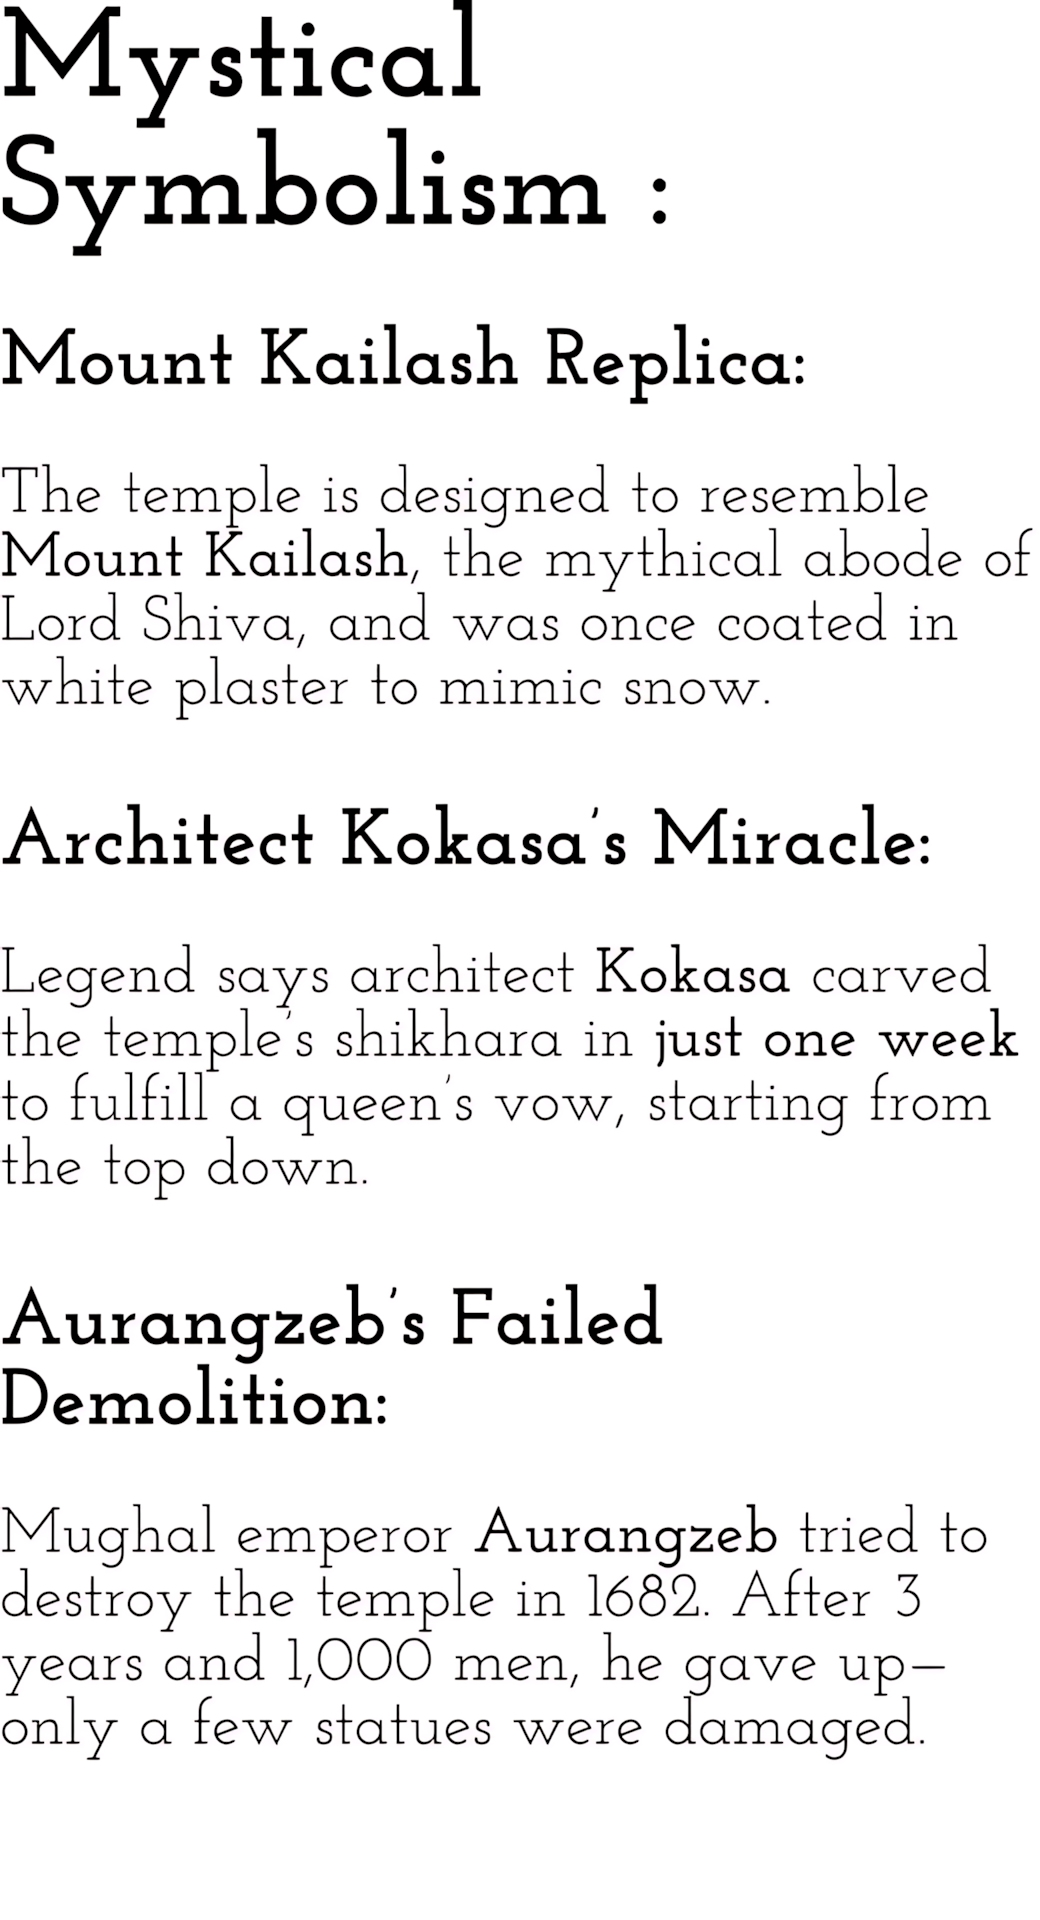 Mystical
Symbolism :
Mount Kailash Replica:
The temple is designed to resemble
Mount Kailash, the mythical abode of
Lord Shiva, and was once coated in
white plaster to mimic snow.
Architect Kokasa's Miracle:
Legend says architect Kokasa carved
the temple's shikhara in just one week
to fulfill a queen's vow, starting from
the top down.
Aurangzeb's Failed
Demolition:
Mughal emperor Aurangzeb tried to
destroy the temple in 1682. After 3
years and 1,000 men, he gave up—
only a few statues were damaged.